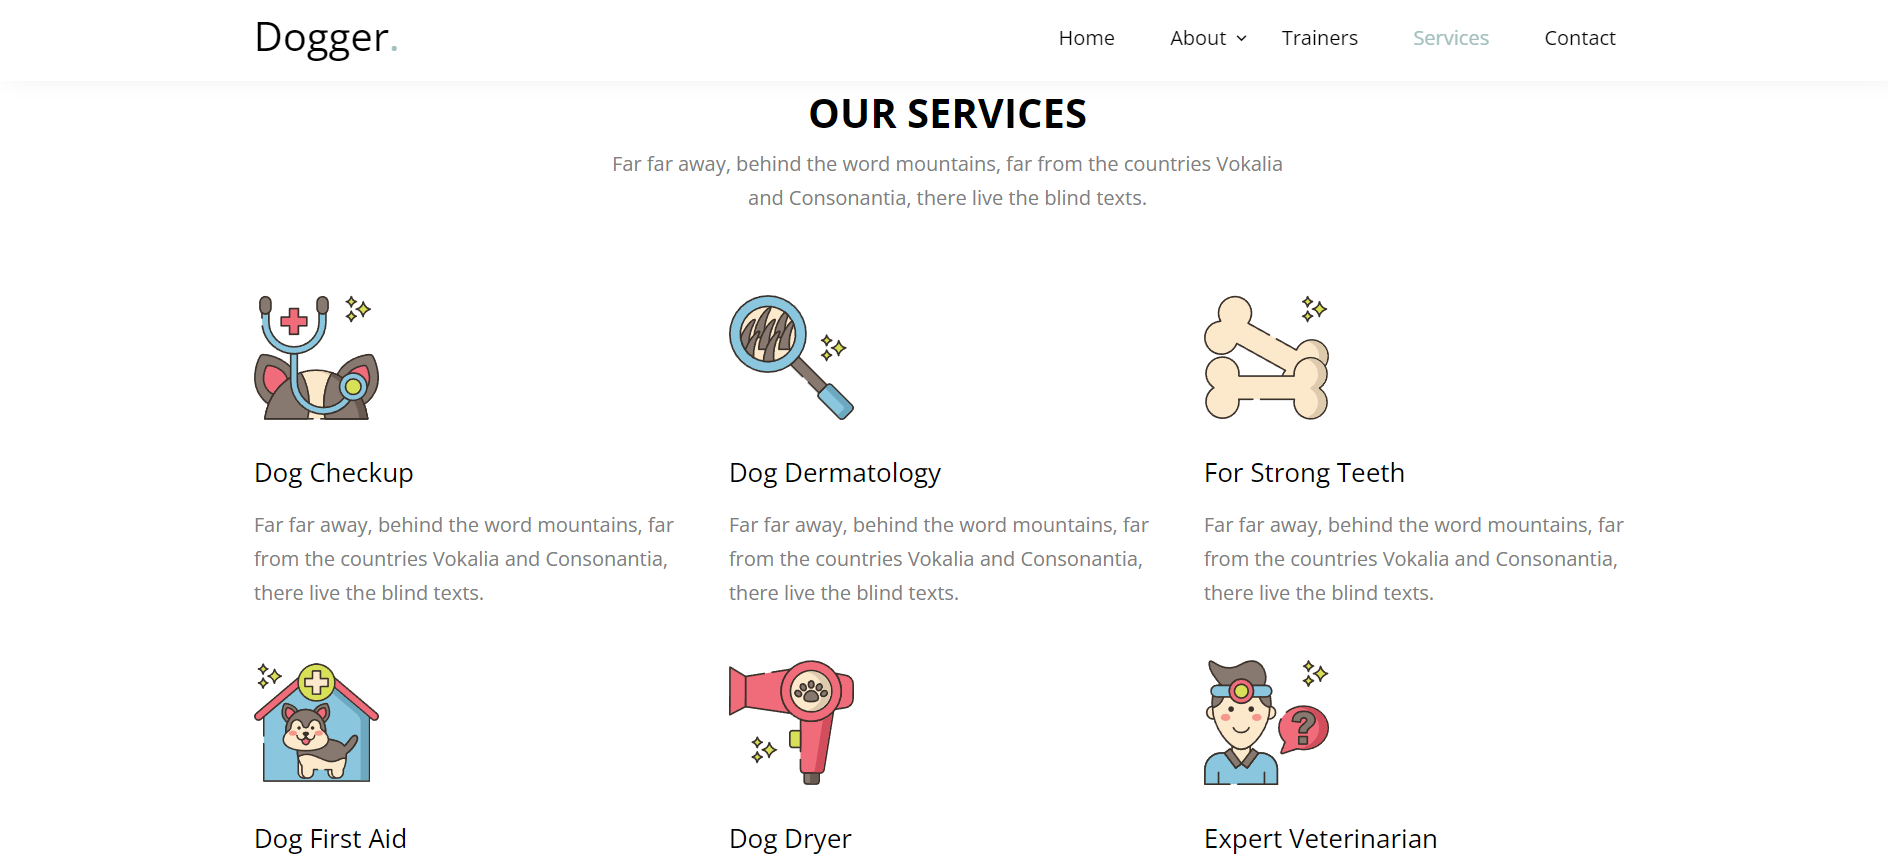 Dogger.
Home About Trainers Services Contact
OUR SERVICES
Far far away, behind the word mountains, far from the countries Vokalia
and Consonantia, there live the blind texts.
Dog Checkup
Far far away, behind the word mountains, far
from the countries Vokalia and Consonantia,
there live the blind texts.
Dog Dermatology
Far far away, behind the word mountains, far
from the countries Vokalia and Consonantia,
there live the blind texts.
For Strong Teeth
Far far away, behind the word mountains, far
from the countries Vokalia and Consonantia,
there live the blind texts.
Dog First Aid
Dog Dryer
?
Expert Veterinarian